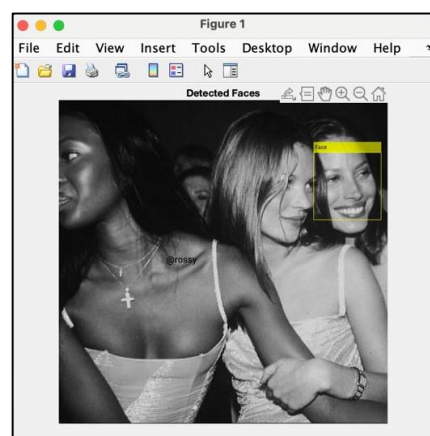 Figure 1
File Edit View Insert Tools Desktop Window Help
Detected Faces
Face
@rossy